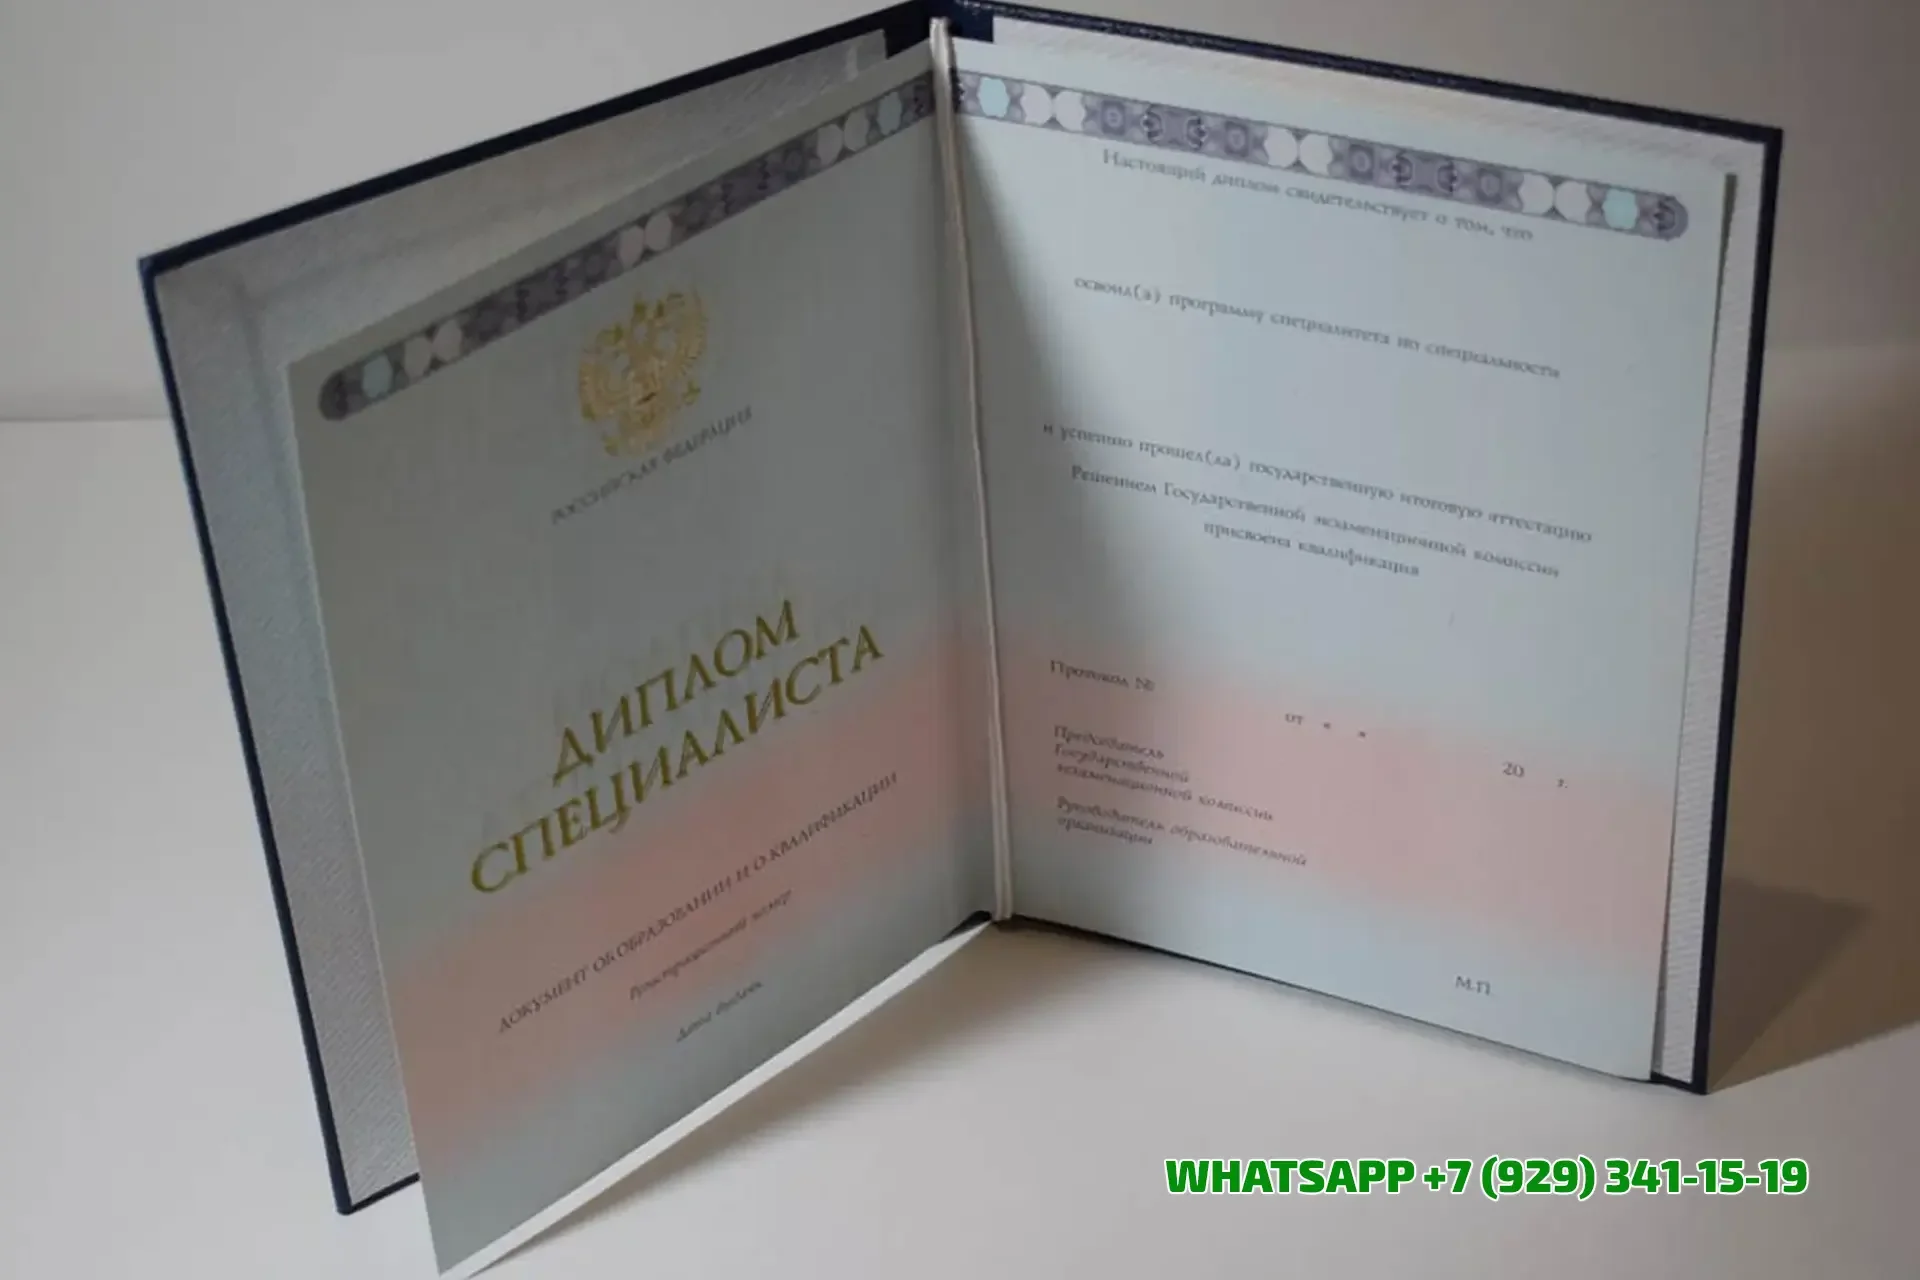 РОССИЙСКАЯ ФЕДЕРАЦИЯ
ДИПЛОМ
СПЕЦИАЛИСТА
ДОКУМЕНТ ОБ ОБРАЗОВАНИИ И О КВАЛИФИКАЦИИ
Регистрационный номер
Дата выдачи
Настоящий диплом свидетельствует о том, что
освоил(а) программу специалитета по специальности
и успешно прошел(ла) государственную итоговую аттестацию
Решением Государственной экзаменационной комиссии
присвоена квалификация
Протокол №
от « » 20 г.
Председатель
Государственной
экзаменационной комиссии
Руководитель образовательной
организации
М.П.
WHATSAPP +7 (929) 341-15-19